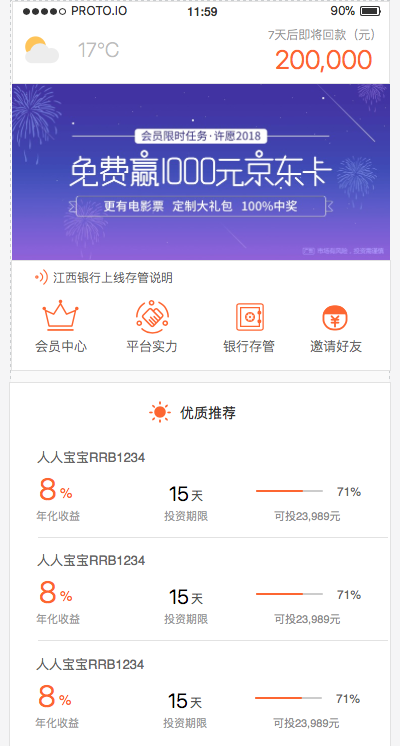 PROTO.IO 11:59 90%
17°C
7天后即将回款（元）
200,000
会员限时任务·许愿2018
免费赢1000元京东卡
更有电影票 定制大礼包 100%中奖
江西银行上线存管说明
会员中心 平台实力 银行存管 邀请好友
优质推荐
人人宝宝RRB1234
8% 15天 71%
年化收益 投资期限 可投23,989元
人人宝宝RRB1234
8% 15天 71%
年化收益 投资期限 可投23,989元
人人宝宝RRB1234
8% 15天 71%
年化收益 投资期限 可投23,989元